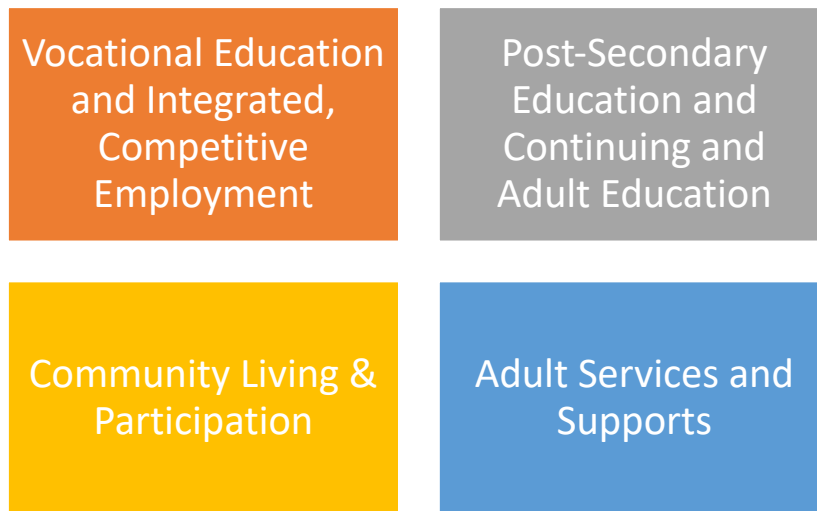 Vocational Education
and Integrated,
Competitive
Employment
Post-Secondary
Education and
Continuing and
Adult Education
Community Living &
Participation
Adult Services and
Supports